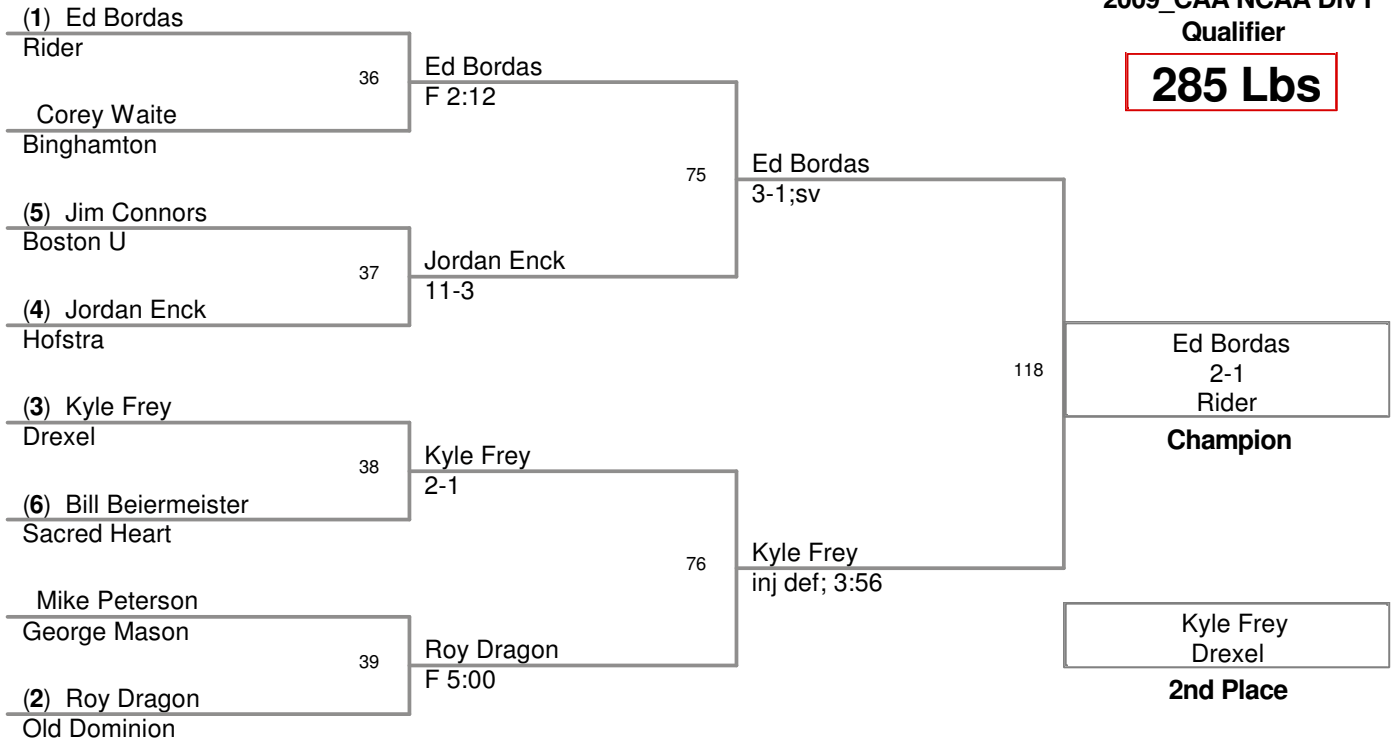 2009_CAA NCAA Div I
Qualifier
285 Lbs
(1) Ed Bordas
Rider
36
Corey Waite
Binghamton
Ed Bordas
F 2:12
75
(5) Jim Connors
Boston U
37
(4) Jordan Enck
Hofstra
Jordan Enck
11-3
Ed Bordas
3-1;sv
118
(3) Kyle Frey
Drexel
38
(6) Bill Beiermeister
Sacred Heart
Kyle Frey
2-1
76
Mike Peterson
George Mason
39
(2) Roy Dragon
Old Dominion
Roy Dragon
F 5:00
Kyle Frey
inj def; 3:56
Ed Bordas
2-1
Rider
Champion
Kyle Frey
Drexel
2nd Place